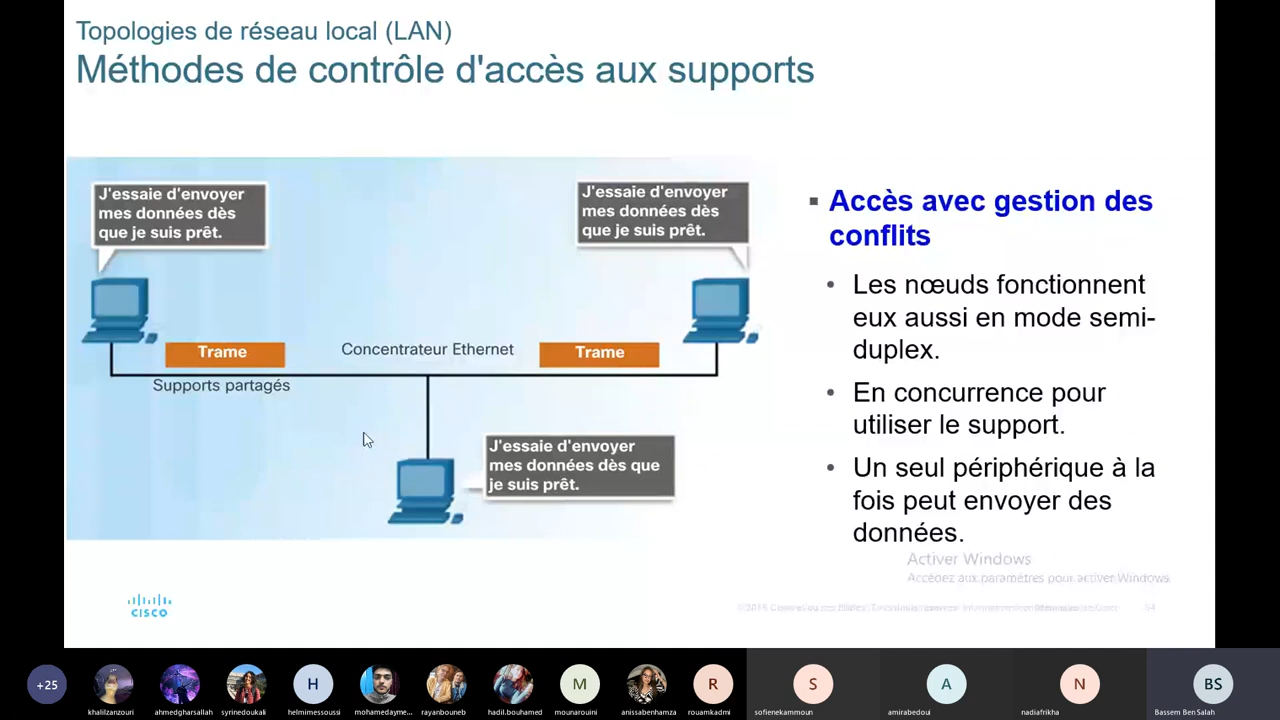 Topologies de réseau local (LAN)
Méthodes de contrôle d'accès aux supports
J'essaie d'envoyer
mes données dès
que je suis prêt.
J'essaie d'envoyer
mes données dès
que je suis prêt.
Trame
Concentrateur Ethernet
Trame
Supports partagés
J'essaie d'envoyer
mes données dès que
je suis prêt.
Accès avec gestion des
conflits
Les nœuds fonctionnent
eux aussi en mode semi-
duplex.
En concurrence pour
utiliser le support.
Un seul périphérique à la
fois peut envoyer des
données.
Activer Windows
Accédez aux paramètres pour activer Windows.
CISCO
+25
khalilzanzouri
ahmedgharsallah
syrinedoukali
H
helmimessoussi
mohamedayme...
rayanbouneb
hadil.bouhamed
M
mounarouini
anissabenhamza
R
rouamkadmi
S
sofienekammoun
A
amirabedoui
N
nadiafrikha
BS
Bassem Ben Salah